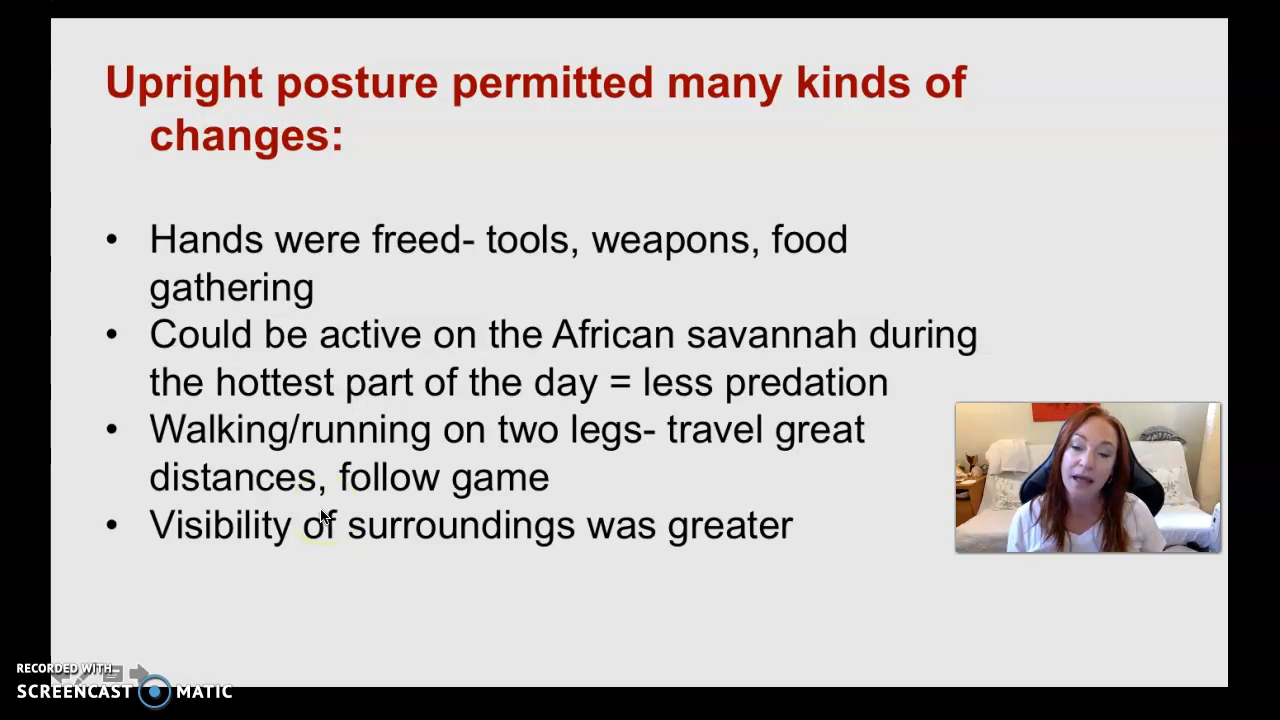 Upright posture permitted many kinds of
changes:
• Hands were freed- tools, weapons, food
gathering
• Could be active on the African savannah during
the hottest part of the day = less predation
• Walking/running on two legs- travel great
distances, follow game
• Visibility of surroundings was greater
RECORDED WITH
SCREENCAST MATIC